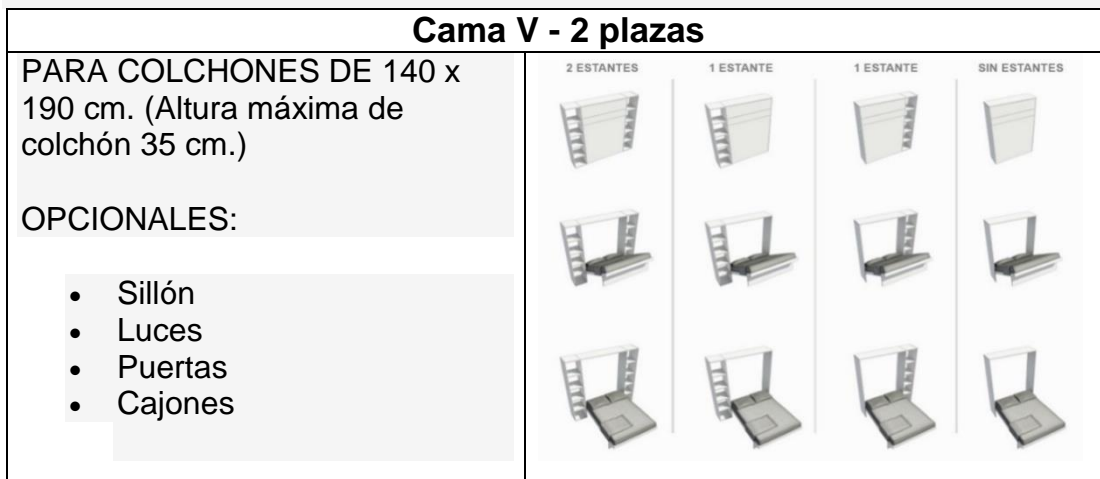 Cama V - 2 plazas
PARA COLCHONES DE 140 x
190 cm. (Altura máxima de
colchón 35 cm.)
OPCIONALES:
• Sillón
• Luces
• Puertas
• Cajones
2 ESTANTES
1 ESTANTE
1 ESTANTE
SIN ESTANTES